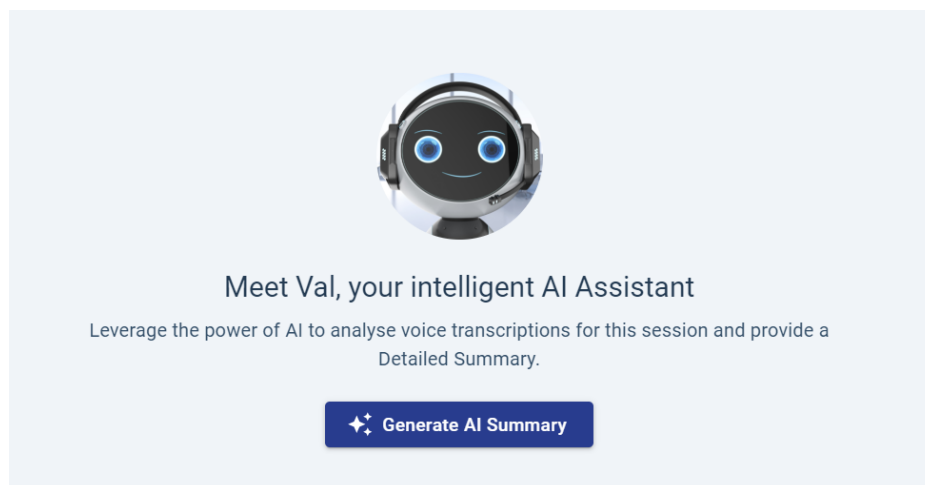 Meet Val, your intelligent AI Assistant
Leverage the power of AI to analyse voice transcriptions for this session and provide a
Detailed Summary.
Generate AI Summary